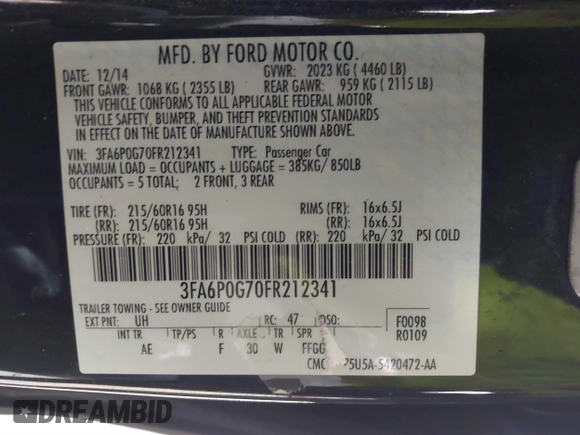 MFD. BY FORD MOTOR CO.
DATE: 12/14 GVWR: 2023 KG ( 4460 LB)
FRONT GAWR: 1068 KG ( 2355 LB) REAR GAWR: 959 KG ( 2115 LB)
THIS VEHICLE CONFORMS TO ALL APPLICABLE FEDERAL MOTOR
VEHICLE SAFETY, BUMPER, AND THEFT PREVENTION STANDARDS
IN EFFECT ON THE DATE OF MANUFACTURE SHOWN ABOVE.
VIN: 3FA6P0G70FR212341 TYPE: Passenger Car
MAXIMUM LOAD = OCCUPANTS + LUGGAGE = 385KG/ 850LB
OCCUPANTS = 5 TOTAL; 2 FRONT, 3 REAR
TIRE (FR): 215/60R16 95H RIMS (FR): 16x6.5J
(RR): 215/60R16 95H (RR): 16x6.5J
PRESSURE (FR): 220 kPa/ 32 PSI COLD (RR): 220 kPa/ 32 PSI COLD
3FA6P0G70FR212341
TRAILER TOWING - SEE OWNER GUIDE
EXT PNT: UH RC: 47 DSO: F0098
INT TR TP/PS R AXLE TR SPR R0109
AE F 30 W FFGG
CMC 5U5A-5420472-AA
DREAMBID